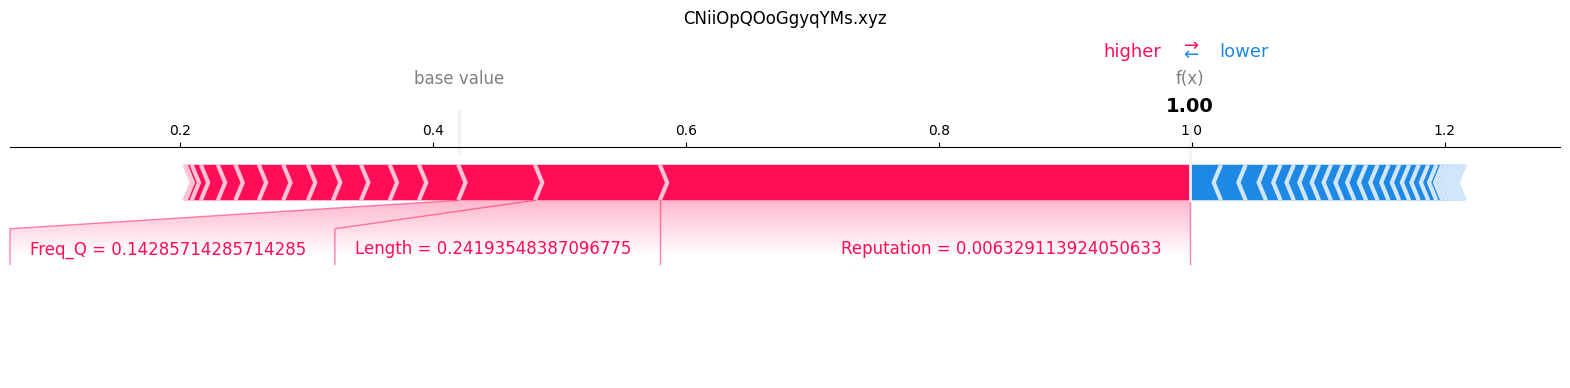 CNiiOpQOoGgyqYMs.xyz
higher ⇄ lower
base value f(x)
1.00
0.2 0.4 0.6 0.8 1.0 1.2
Freq_Q = 0.14285714285714285 Length = 0.24193548387096775 Reputation = 0.006329113924050633